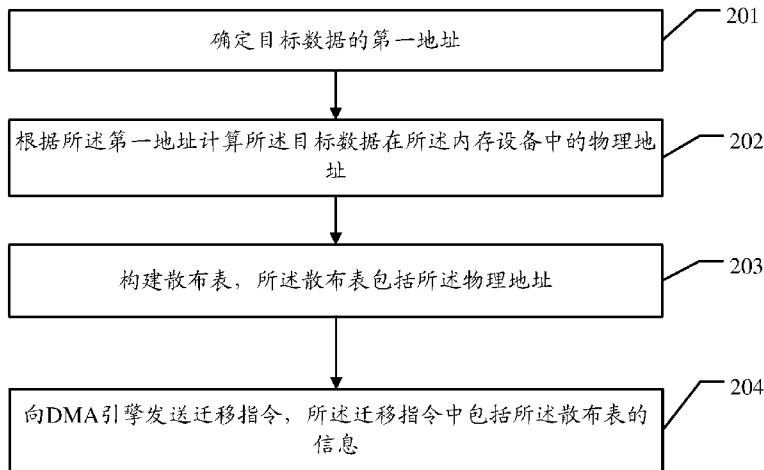 确定目标数据的第一地址
201
根据所述第一地址计算所述目标数据在所述内存设备中的物理地
址
202
构建散布表，所述散布表包括所述物理地址
203
向DMA引擎发送迁移指令，所述迁移指令中包括所述散布表的
信息
204